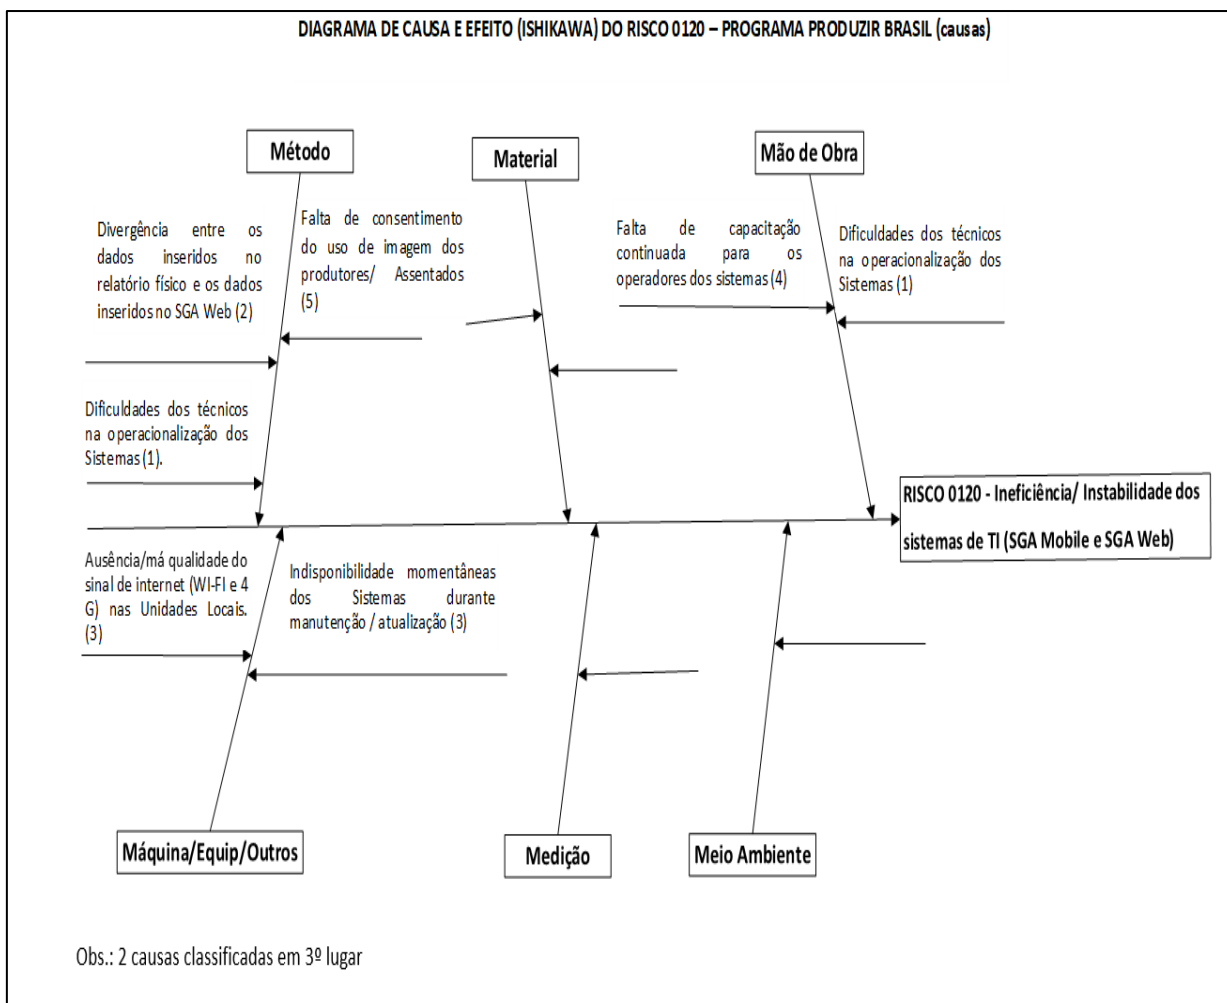 DIAGRAMA DE CAUSA E EFEITO (ISHIKAWA) DO RISCO 0120 – PROGRAMA PRODUZIR BRASIL (causas)
Método
Material
Mão de Obra
Divergência entre os
dados inseridos no
relatório físico e os dados
inseridos no SGA Web (2)
Falta de consentimento
do uso de imagem dos
produtores/ Assentados
(5)
Falta de capacitação
continuada para os
operadores dos sistemas (4)
Dificuldades dos técnicos
na operacionalização dos
Sistemas (1)
Dificuldades dos técnicos
na operacionalização dos
Sistemas (1).
RISCO 0120 - Ineficiência/ Instabilidade dos
sistemas de TI (SGA Mobile e SGA Web)
Ausência/má qualidade do
sinal de internet (WI-FI e 4
G) nas Unidades Locais.
(3)
Indisponibilidade momentâneas
dos Sistemas durante
manutenção / atualização (3)
Máquina/Equip/Outros
Medição
Meio Ambiente
Obs.: 2 causas classificadas em 3º lugar